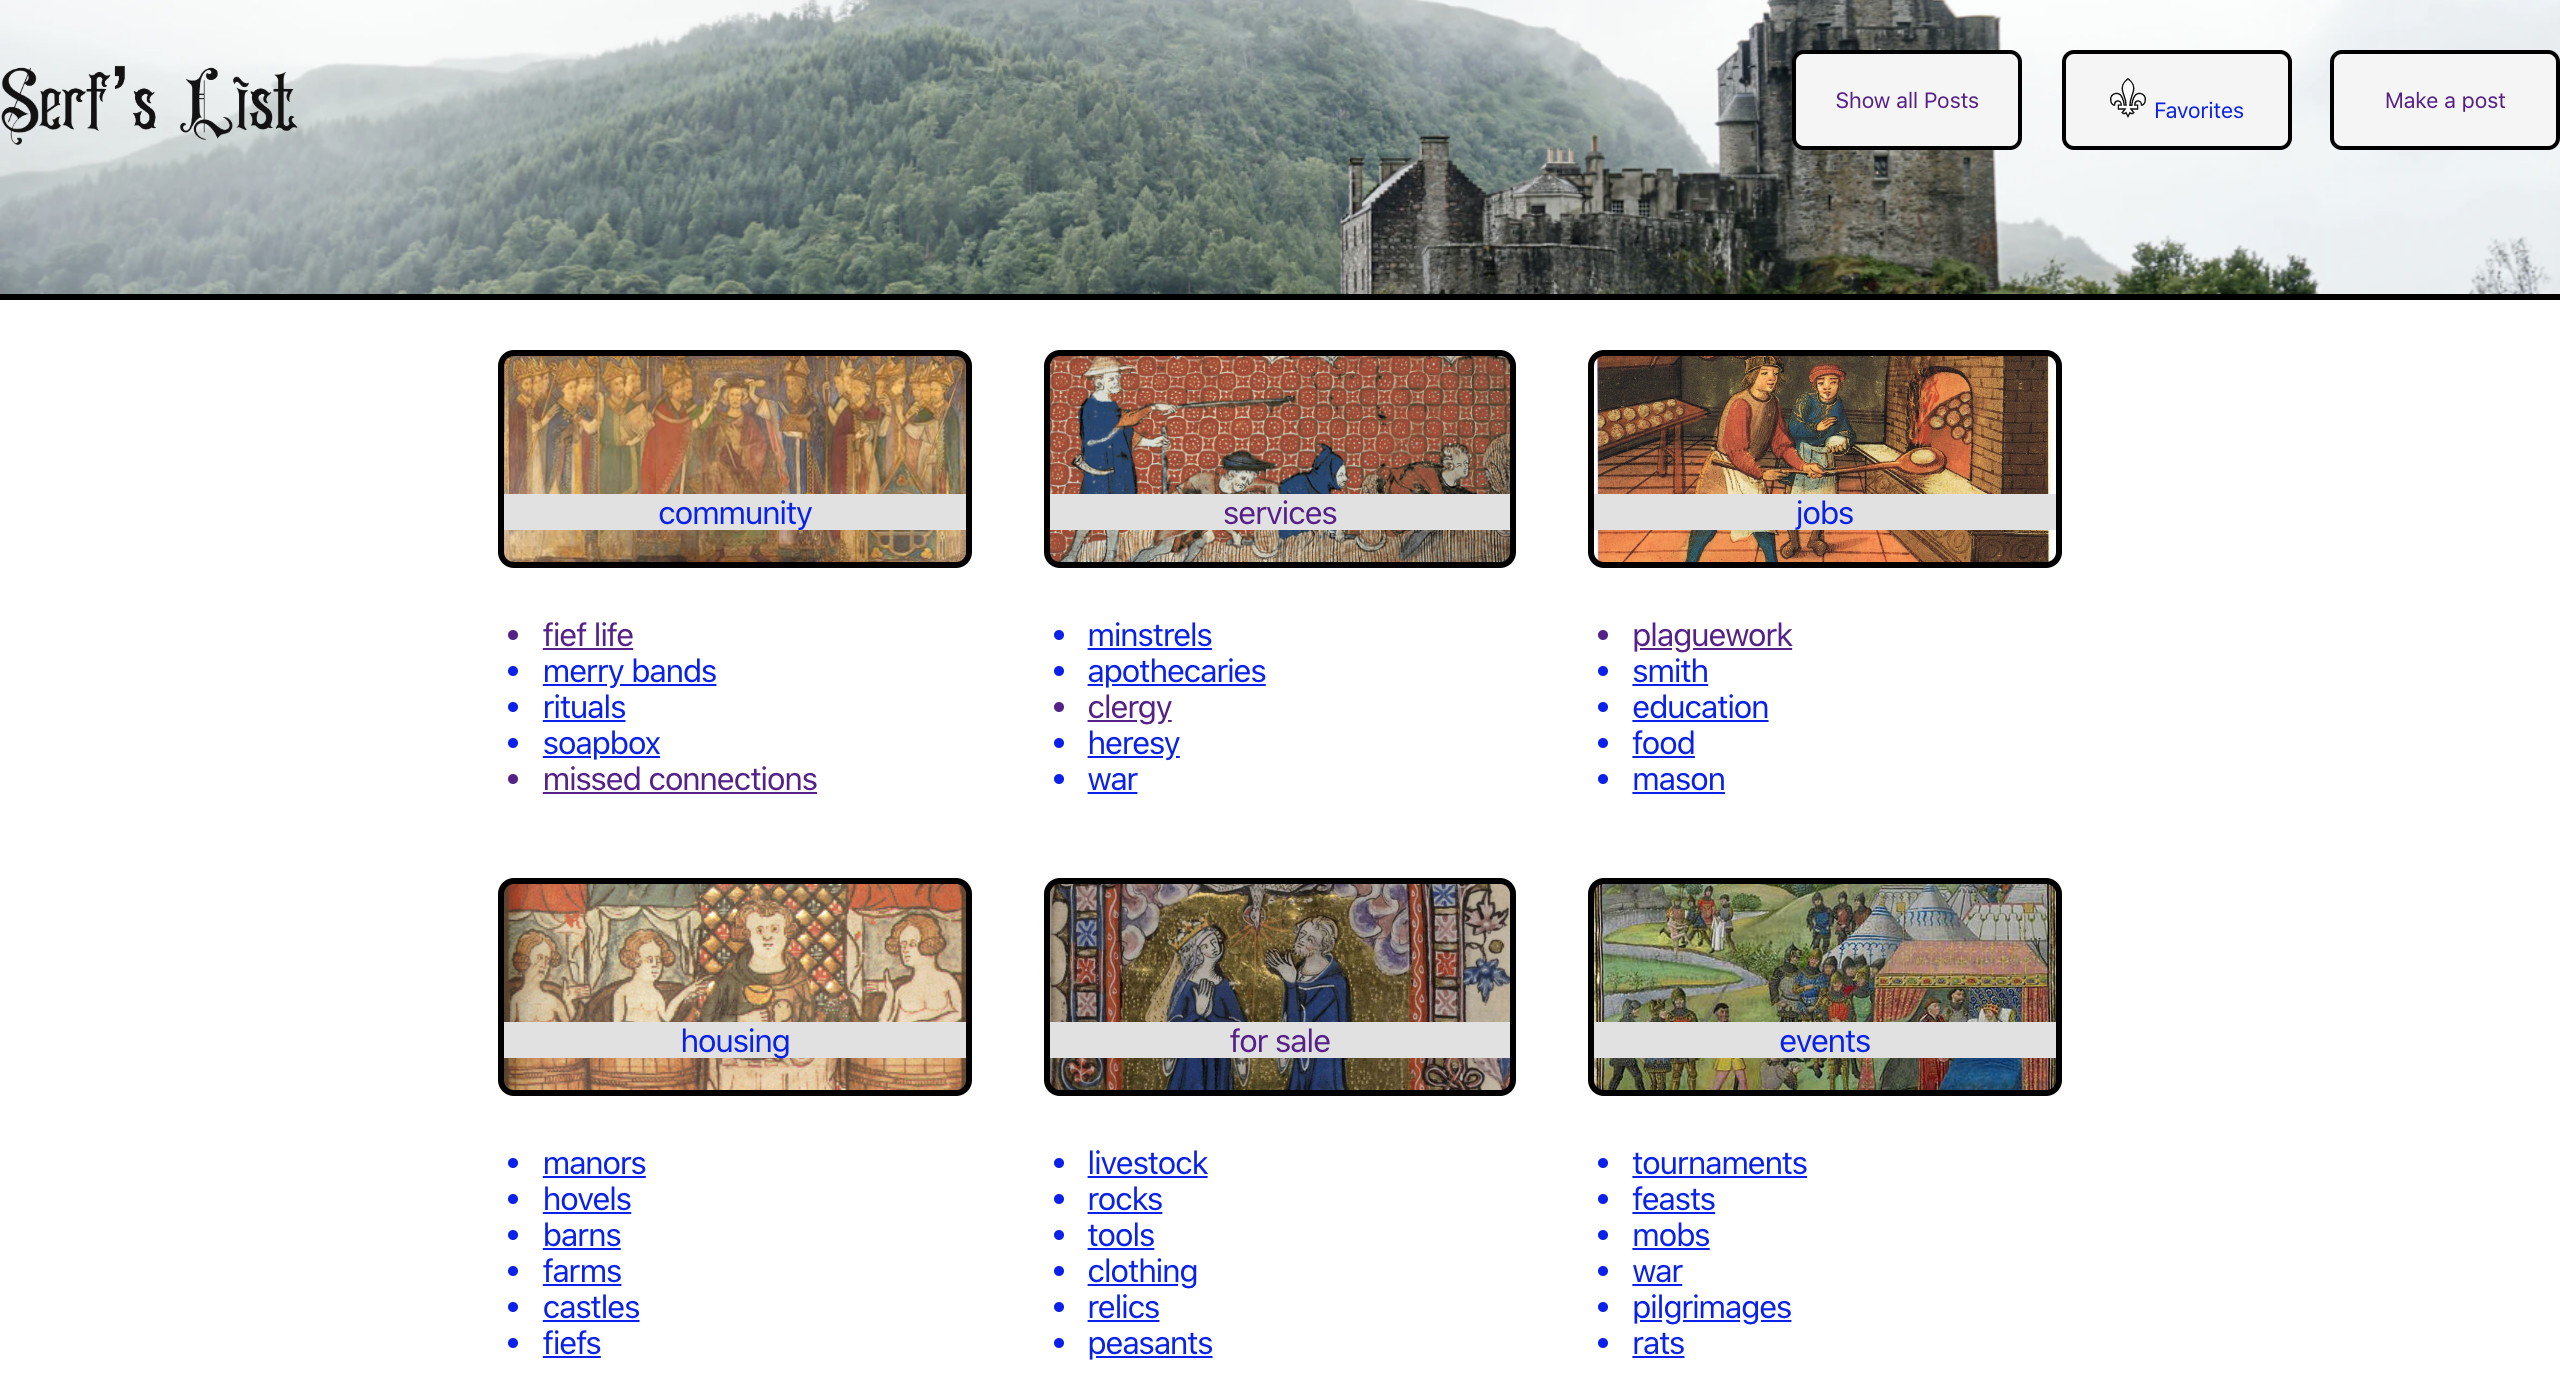 Serf's List
Show all Posts
Favorites
Make a post
community
services
jobs
fief life
merry bands
rituals
soapbox
missed connections
minstrels
apothecaries
clergy
heresy
war
plaguework
smith
education
food
mason
housing
for sale
events
manors
hovels
barns
farms
castles
fiefs
livestock
rocks
tools
clothing
relics
peasants
tournaments
feasts
mobs
war
pilgrimages
rats